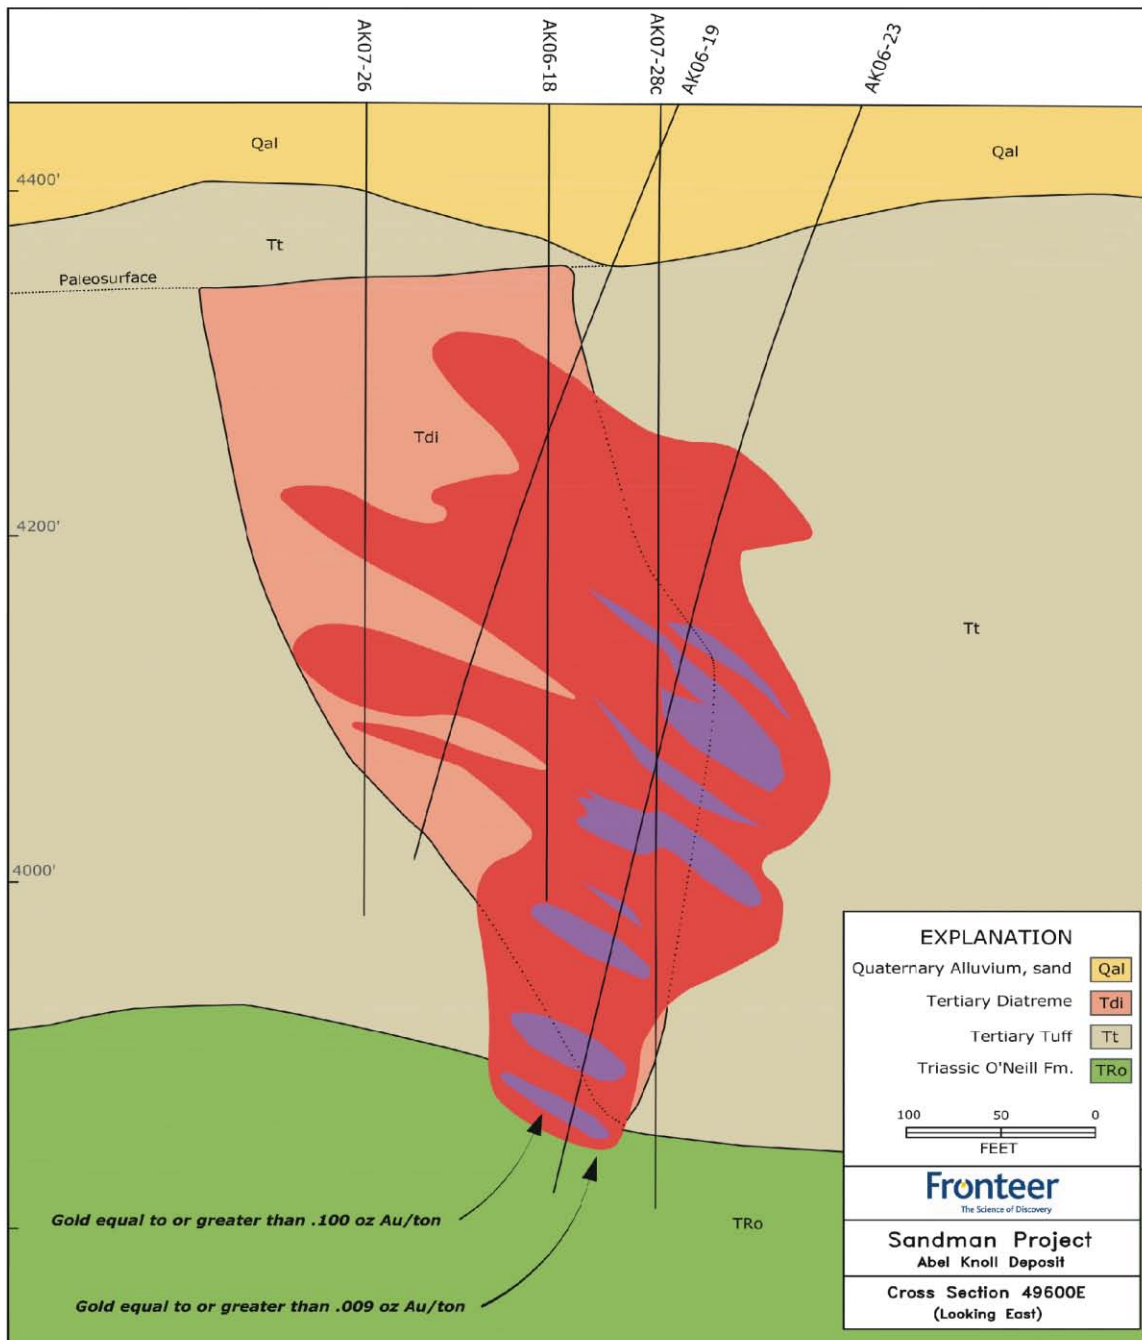 AK07-26
AK06-18
AK07-28c
AK06-19
AK06-23
Qal
Qal
4400'
Tt
Paleosurface
Tdi
4200'
Tt
4000'
EXPLANATION
Quaternary Alluvium, sand Qal
Tertiary Diatreme Tdi
Tertiary Tuff Tt
Triassic O'Neill Fm. TRo
100 50 0
FEET
Fronteer
The Science of Discovery
Gold equal to or greater than .100 oz Au/ton
TRo
Sandman Project
Abel Knoll Deposit
Gold equal to or greater than .009 oz Au/ton
Cross Section 49600E
(Looking East)